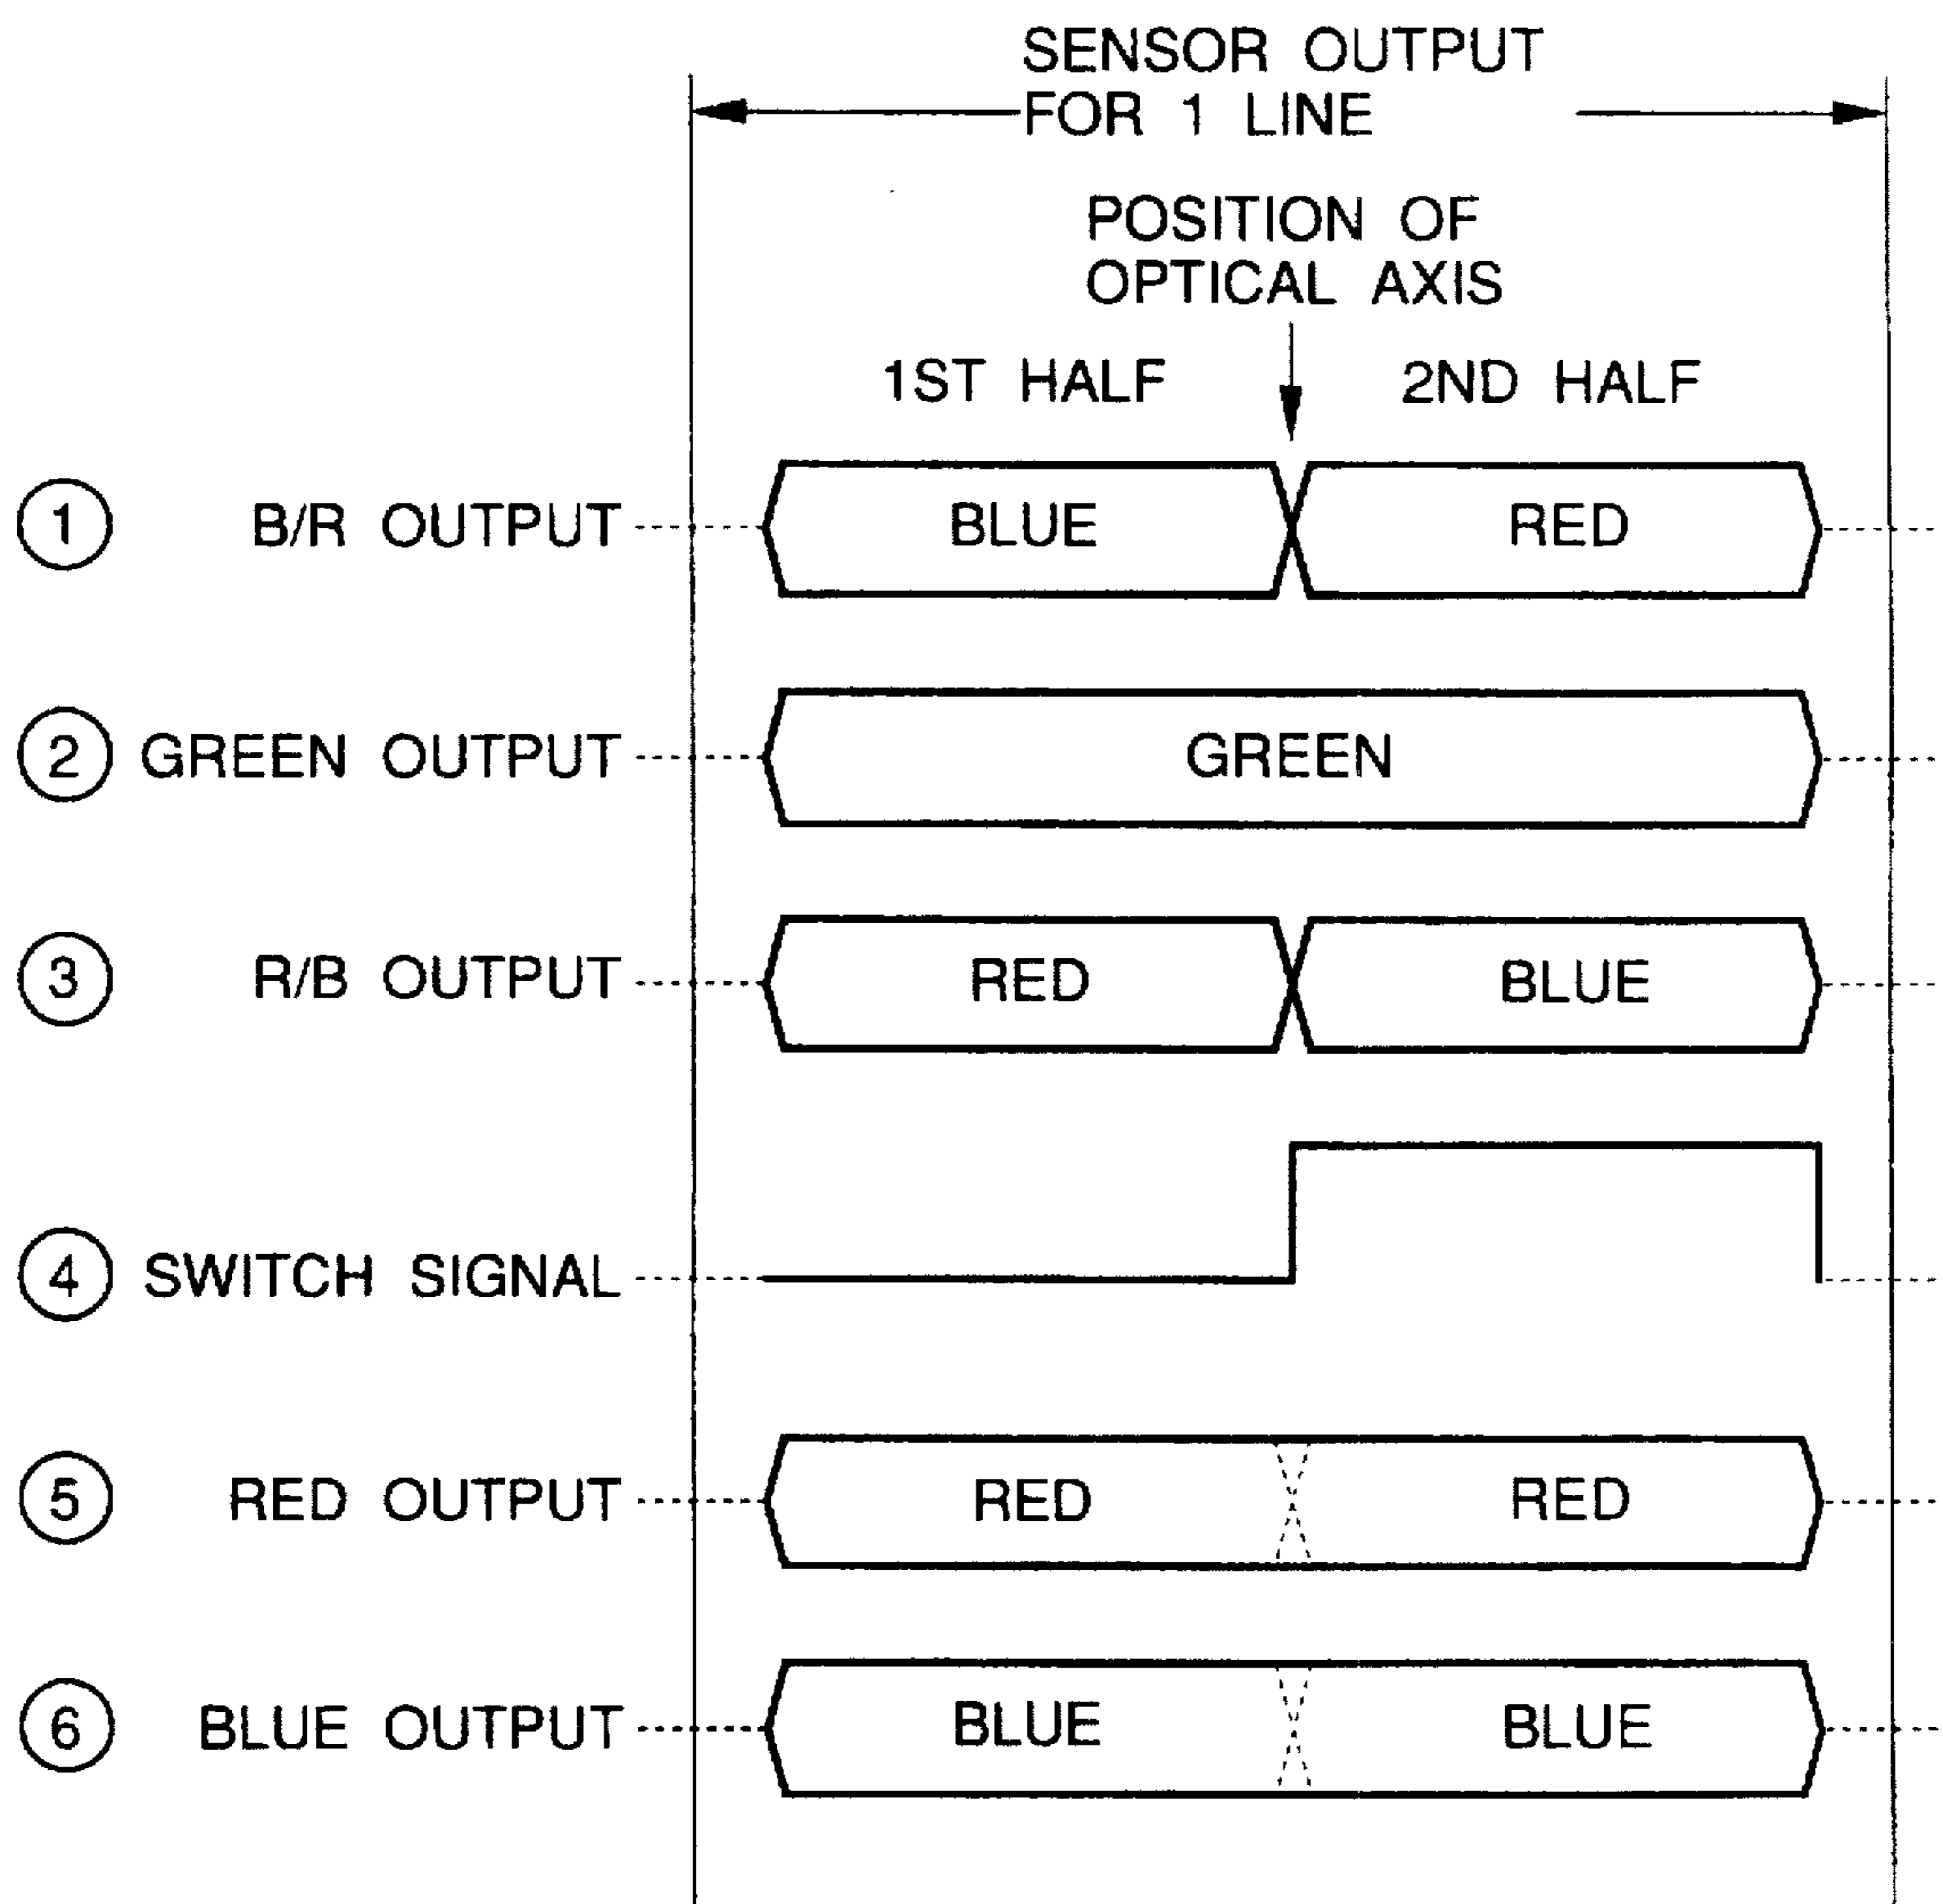 SENSOR OUTPUT
FOR 1 LINE
POSITION OF
OPTICAL AXIS
1ST HALF 2ND HALF
1 B/R OUTPUT BLUE RED
2 GREEN OUTPUT GREEN
3 R/B OUTPUT RED BLUE
4 SWITCH SIGNAL
5 RED OUTPUT RED RED
6 BLUE OUTPUT BLUE BLUE